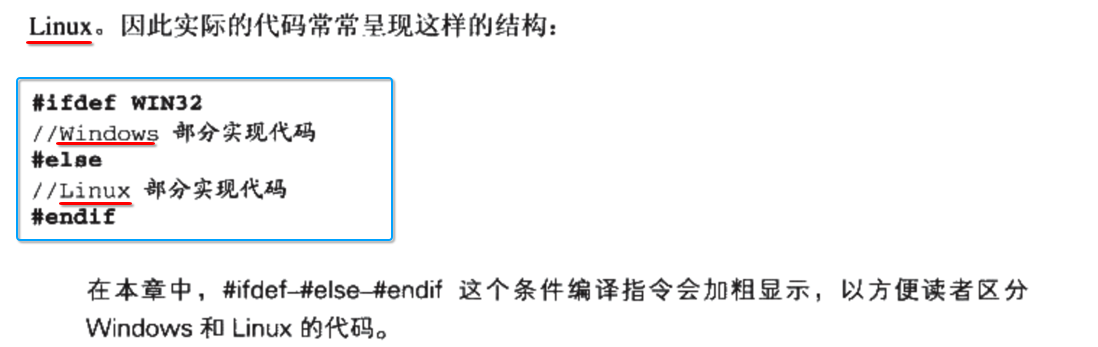 Linux。因此实际的代码常常呈现这样的结构：
#ifdef WIN32
//Windows 部分实现代码
#else
//Linux 部分实现代码
#endif
在本章中，#ifdef–#else–#endif 这个条件编译指令会加粗显示，以方便读者区分
Windows 和 Linux 的代码。